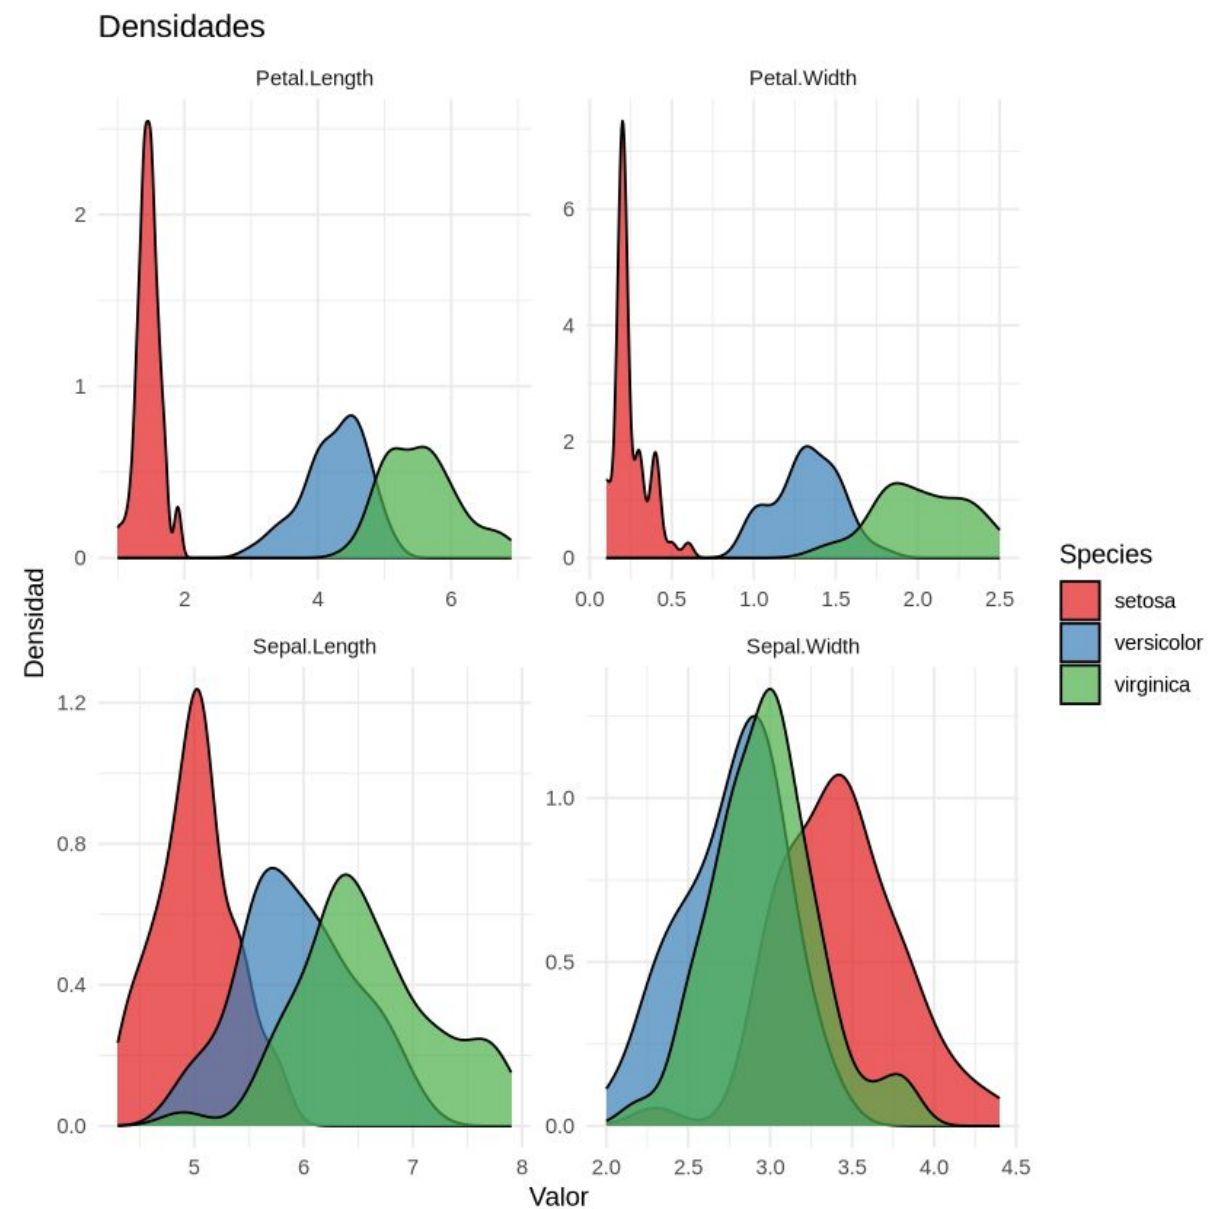 Densidades
Petal.Length
Petal.Width
2
1
0
6
4
2
0
2 4 6
0.0 0.5 1.0 1.5 2.0 2.5
Sepal.Length
Sepal.Width
1.2
0.8
0.4
0.0
1.0
0.5
0.0
5 6 7 8
2.0 2.5 3.0 3.5 4.0 4.5
Densidad
Valor
Species
setosa
versicolor
virginica